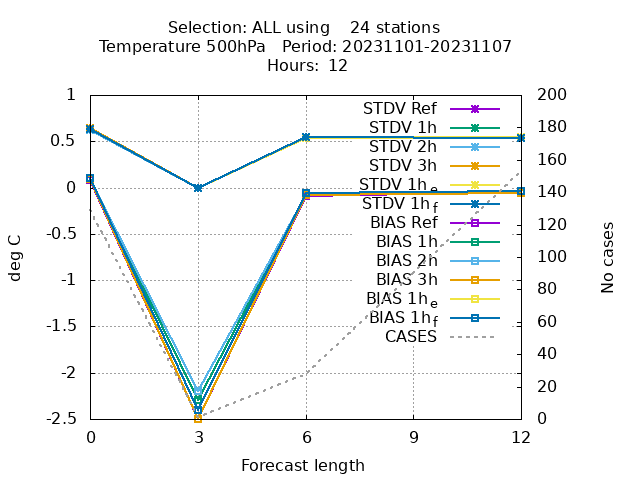 Selection: ALL using    24 stations
Temperature 500hPa   Period: 20231101-20231107
Hours:  12
1
0.5
0
-0.5
-1
-1.5
-2
-2.5
deg C
200
180
160
140
120
100
80
60
40
20
0
No cases
STDV Ref
STDV 1h
STDV 2h
STDV 3h
STDV 1he
STDV 1hf
BIAS Ref
BIAS 1h
BIAS 2h
BIAS 3h
BIAS 1he
BIAS 1hf
CASES
0 3 6 9 12
Forecast length